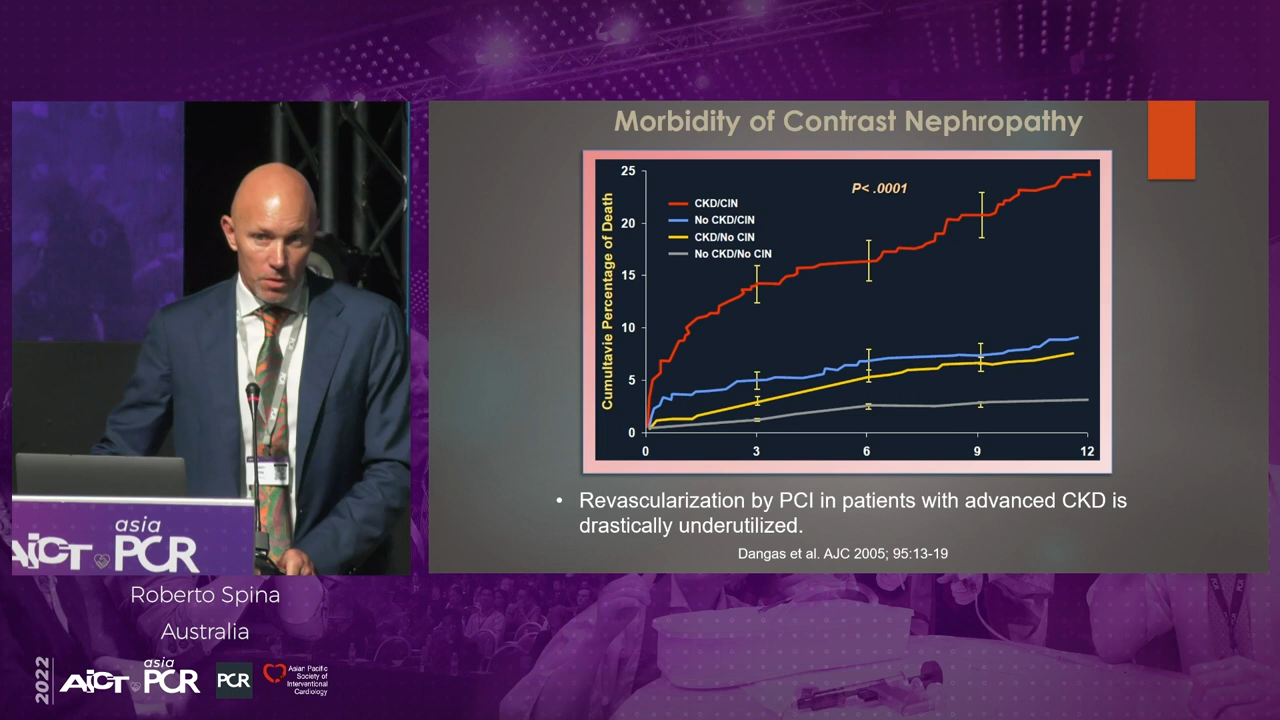 Morbidity of Contrast Nephropathy
Cumultavie Percentage of Death
25
20
15
10
5
0
P< .0001
CKD/CIN
No CKD/CIN
CKD/No CIN
No CKD/No CIN
0 3 6 9 12
• Revascularization by PCI in patients with advanced CKD is
drastically underutilized.
Dangas et al. AJC 2005; 95:13-19
asia
AICT PCR
Roberto Spina
Australia
2022
AICT asia PCR
PCR
Asian Pacific
Society of
Interventional
Cardiology